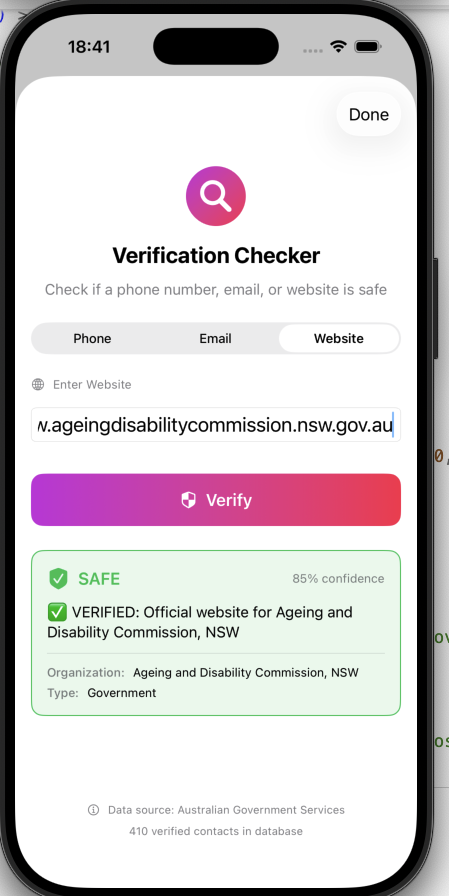 18:41
Done
Verification Checker
Check if a phone number, email, or website is safe
Phone Email Website
Enter Website
w.ageingdisabilitycommission.nsw.gov.au
Verify
SAFE 85% confidence
✅ VERIFIED: Official website for Ageing and
Disability Commission, NSW
Organization: Ageing and Disability Commission, NSW
Type: Government
Data source: Australian Government Services
410 verified contacts in database